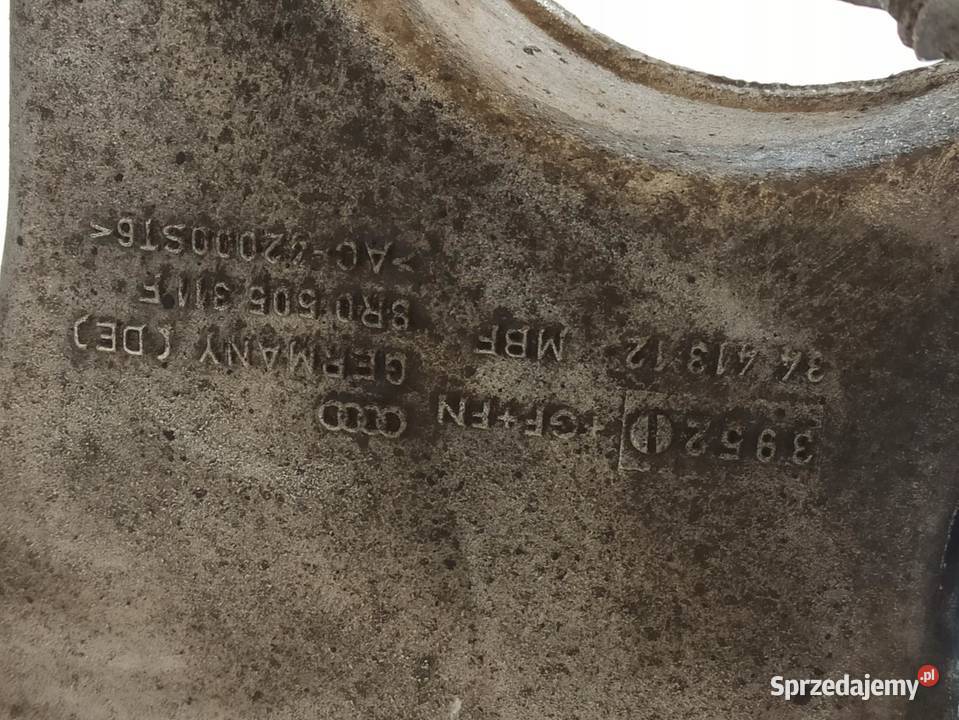 3952 +GF+FN
34 413 12 MBF GERMANY (DE)
8R0 505 311 F
>AC-42000ST6<
Sprzedajemy.pl